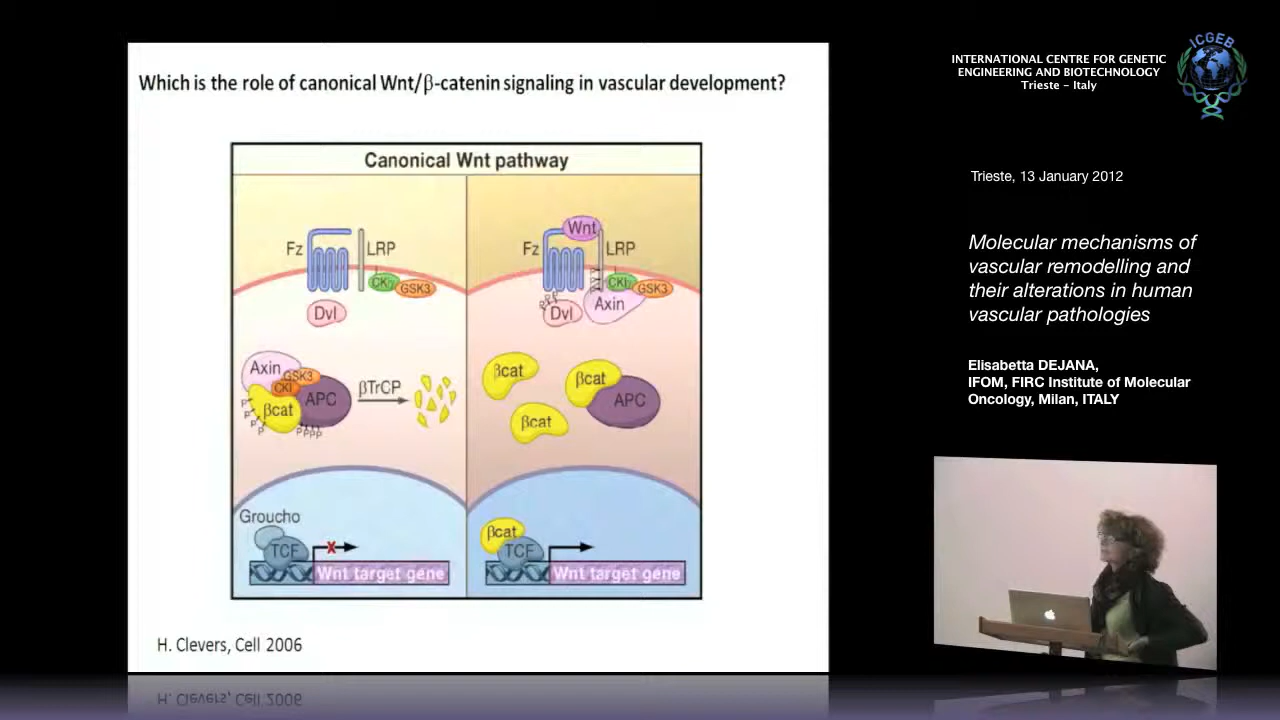 Which is the role of canonical Wnt/β-catenin signaling in vascular development?
Canonical Wnt pathway
Fz
LRP
CKIγ
GSK3
Dvl
Axin
GSK3
CKI
βcat
APC
P
P
P
P
PPPP
βTrCP
Groucho
TCF
X
Wnt target gene
Wnt
Fz
LRP
CKIγ
GSK3
PPP
Dvl
Axin
βcat
βcat
APC
βcat
βcat
TCF
Wnt target gene
H. Clevers, Cell 2006
INTERNATIONAL CENTRE FOR GENETIC
ENGINEERING AND BIOTECHNOLOGY
Trieste - Italy
ICGEB
Trieste, 13 January 2012
Molecular mechanisms of
vascular remodelling and
their alterations in human
vascular pathologies
Elisabetta DEJANA,
IFOM, FIRC Institute of Molecular
Oncology, Milan, ITALY